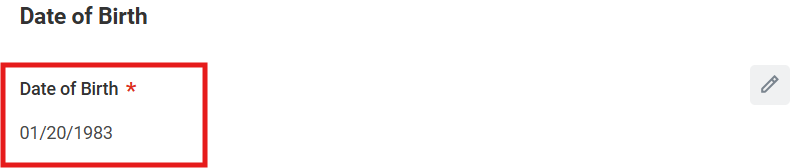 Date of Birth
Date of Birth *
01/20/1983